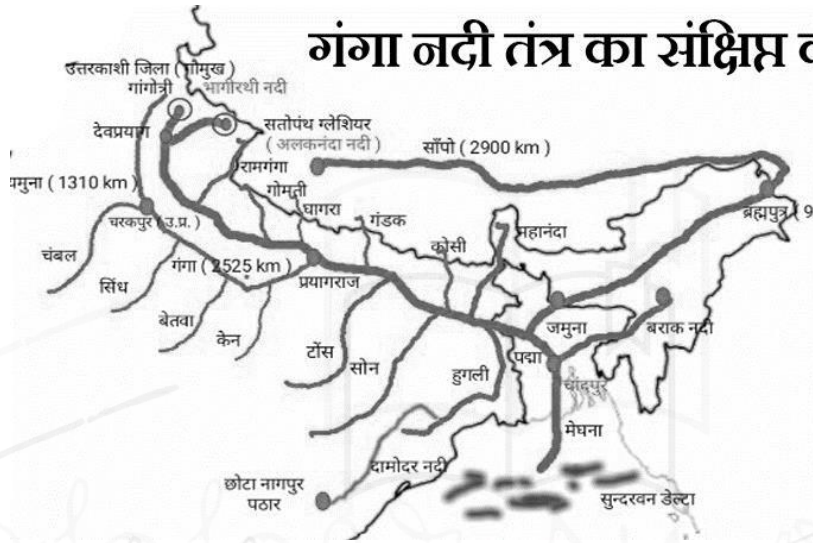 गंगा नदी तंत्र का संक्षिप्त
उत्तरकाशी जिला ( गौमुख )
गंगोत्री
भागीरथी नदी
देवप्रयाग
सतोपंथ ग्लेशियर
( अलकनंदा नदी )
रामगंगा
साँपो ( 2900 km )
यमुना (1310 km )
गोमती
घागरा
गंडक
ब्रह्मपुत्र ( 9
चरकपुर ( उ.प्र. )
महानंदा
कोसी
चंबल
गंगा ( 2525 km )
सिंध
प्रयागराज
बेतवा
केन
जमुना
बराक नदी
टोंस
सोन
पद्मा
हुगली
चाँदपुर
मेघना
दामोदर नदी
छोटा नागपुर
पठार
सुन्दरवन डेल्टा